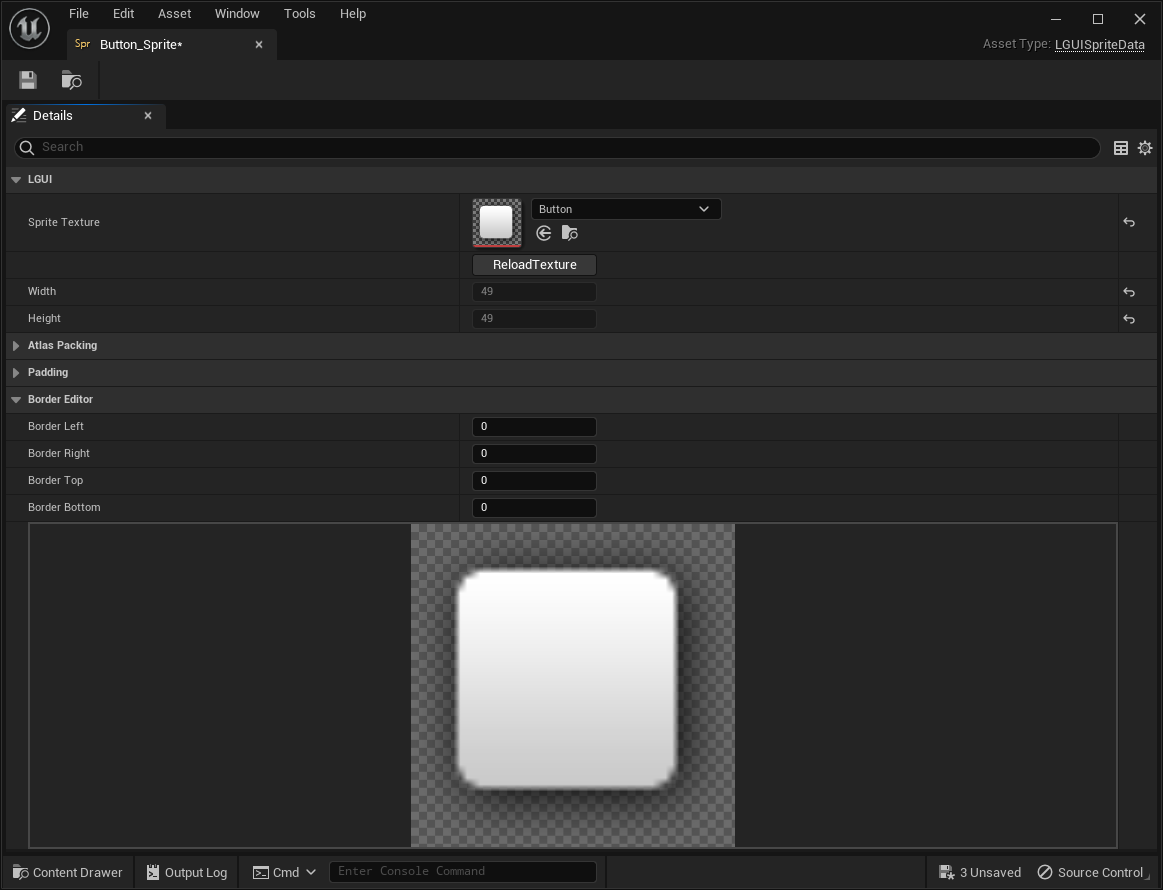 File Edit Asset Window Tools Help
Spr Button_Sprite*
Asset Type: LGUISpriteData
Details
Search
LGUI
Sprite Texture
Button
ReloadTexture
Width 49
Height 49
Atlas Packing
Padding
Border Editor
Border Left 0
Border Right 0
Border Top 0
Border Bottom 0
Content Drawer Output Log Cmd Enter Console Command 3 Unsaved Source Control